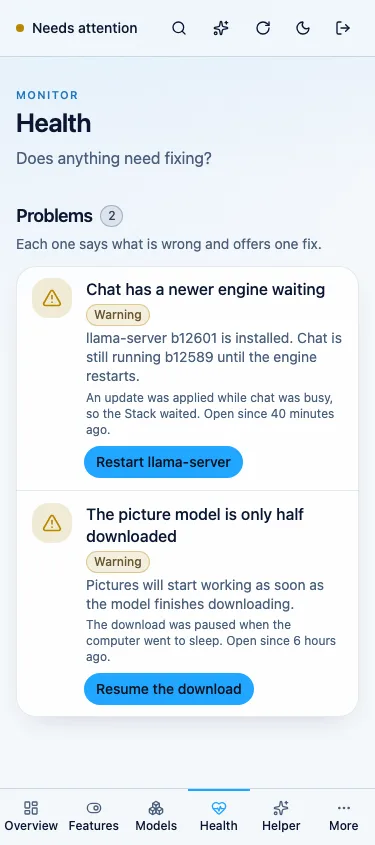 Needs attention
MONITOR
Health
Does anything need fixing?
Problems 2
Each one says what is wrong and offers one fix.
Chat has a newer engine waiting
Warning
llama-server b12601 is installed. Chat is
still running b12589 until the engine
restarts.
An update was applied while chat was busy,
so the Stack waited. Open since 40 minutes
ago.
Restart llama-server
The picture model is only half
downloaded
Warning
Pictures will start working as soon as
the model finishes downloading.
The download was paused when the
computer went to sleep. Open since 6 hours
ago.
Resume the download
Overview Features Models Health Helper More